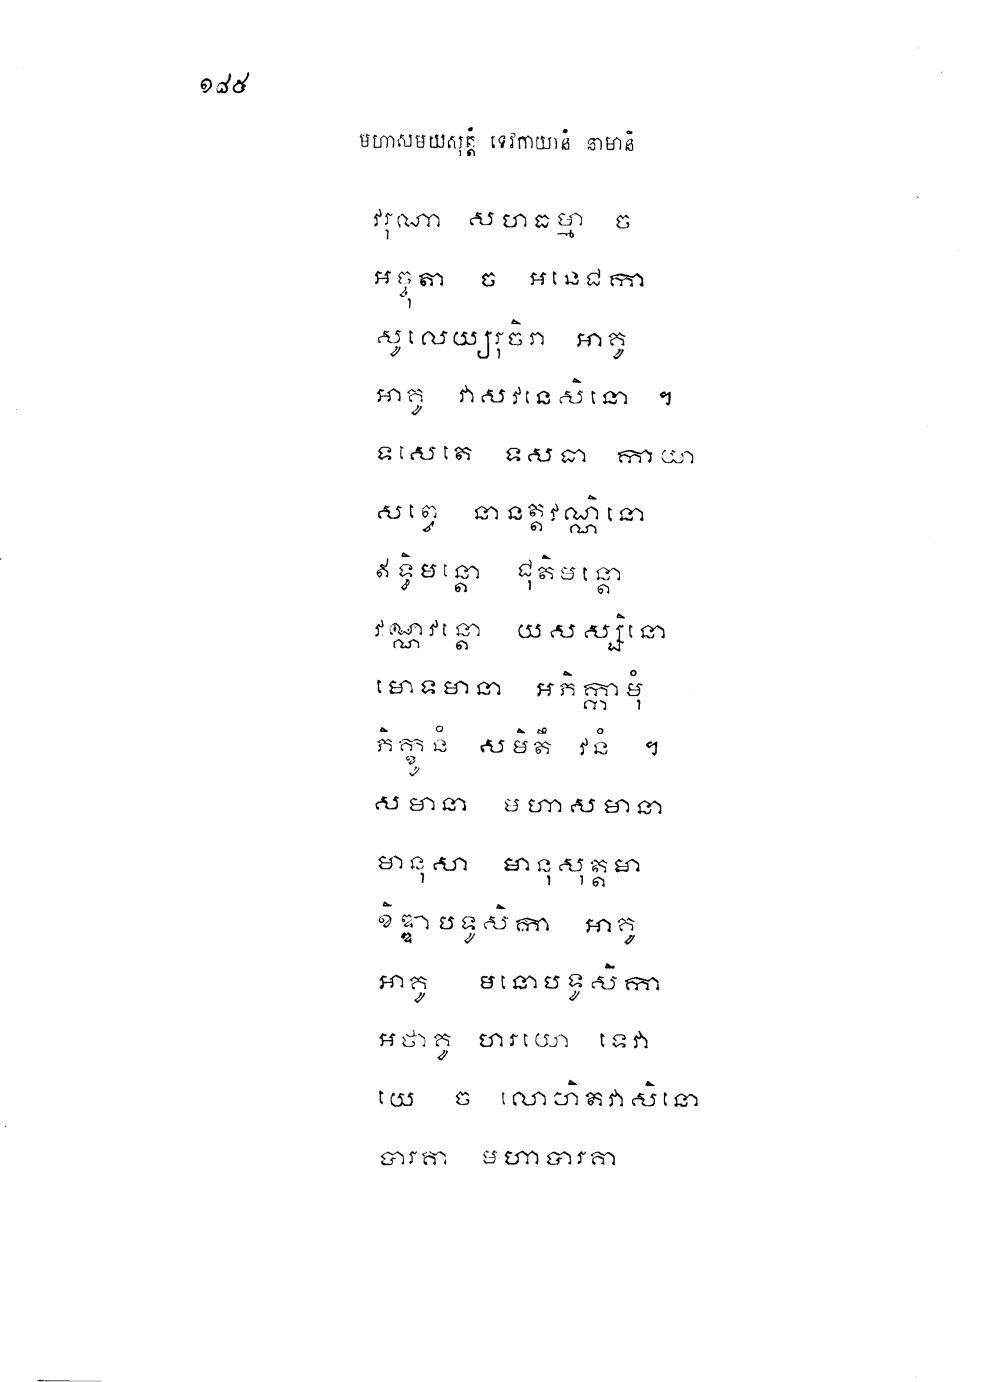 ១៨៥
មហាសមយសុត្តំ ទេវកាយានំ នាមានិ
វរុណា សហធម្មា ច
អច្ចុតា ច អនេជកា
សូលេយ្យរុចិរា អាគូ
អាគូ វាសវនេសិនោ ។
ទសេតេ ទសធា កាយា
សព្វេ នានត្តវណ្ណិនោ
ឥទ្ធិមន្តោ ជុតិមន្តោ
វណ្ណវន្តោ យសស្សិនោ
មោទមានា អភិក្កាមុំ
ភិក្ខូនំ សមិតឹ វនំ ។
សមានា មហាសមានា
មានុសា មានុសុត្តមា
ខិឌ្ឌាបទូសិកា អាគូ
អាគូ មនោបទូសិកា
អថាគូ ហរយោ ទេវា
យេ ច លោហិតវាសិនោ
បារគា មហាបារគា